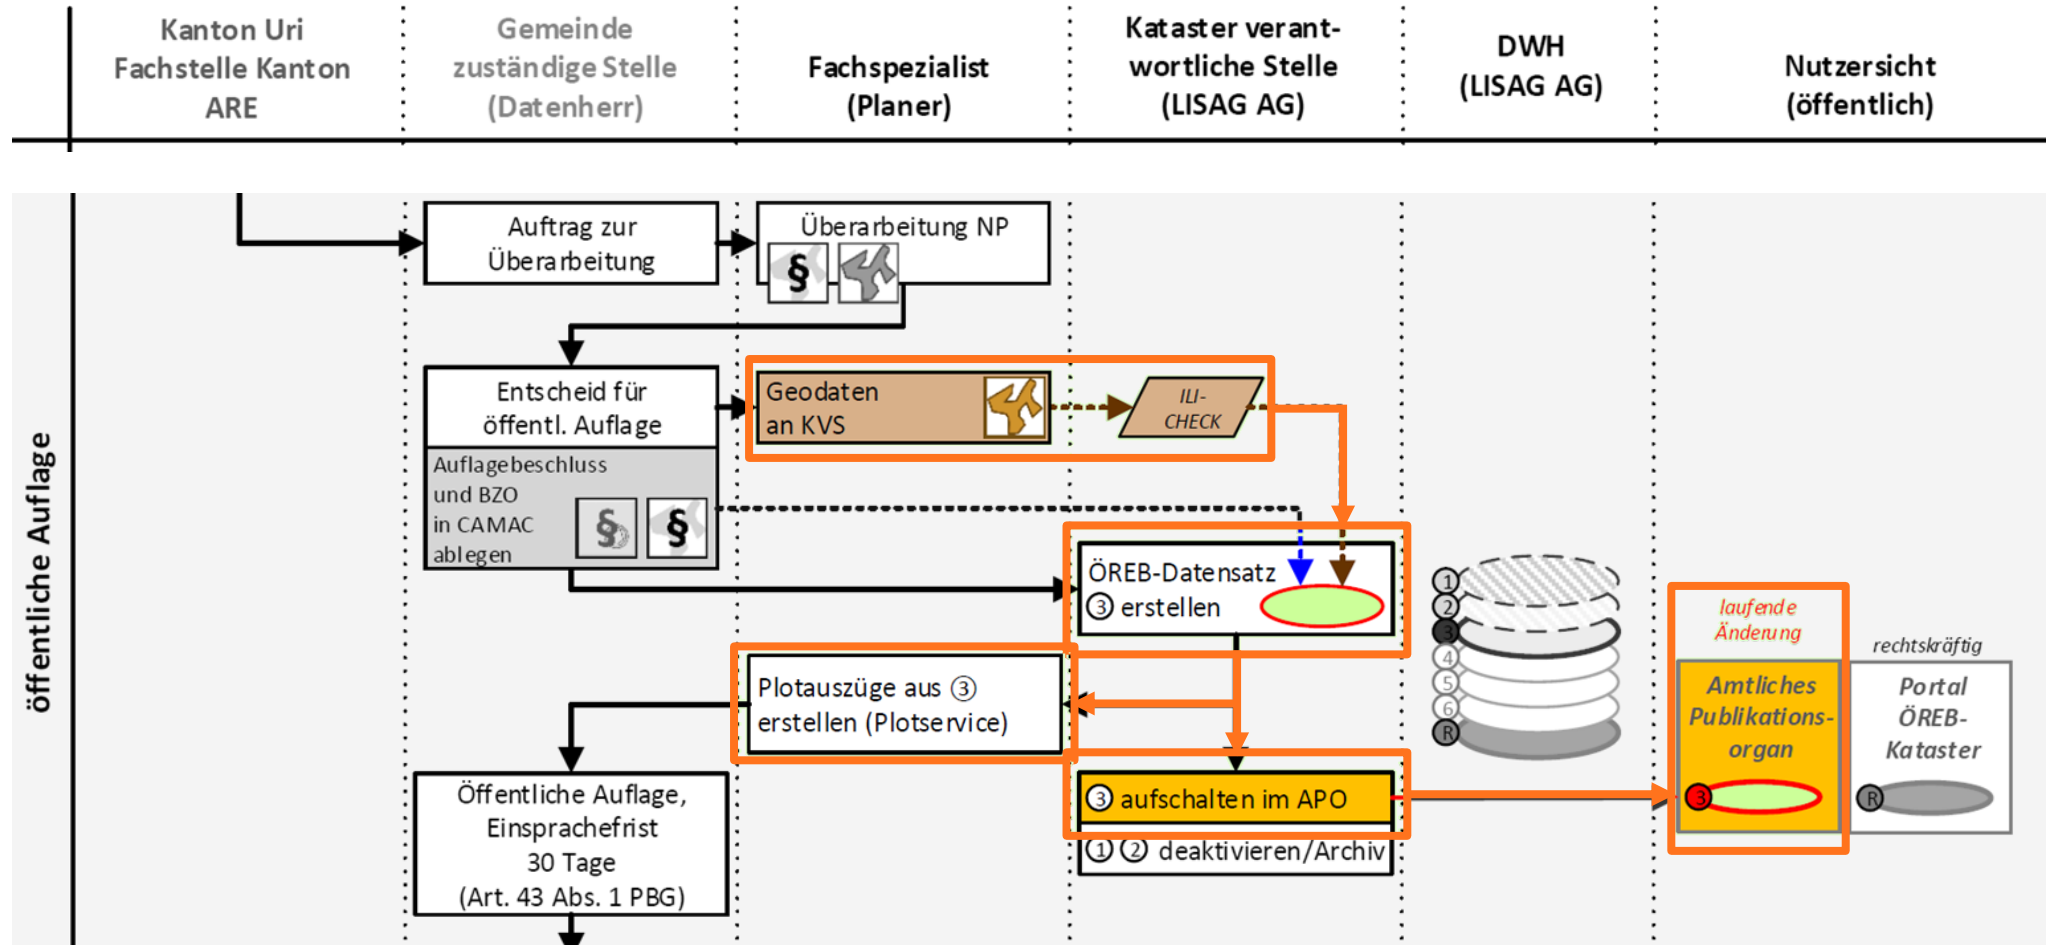 Kanton Uri
Fachstelle Kanton
ARE
Gemeinde
zuständige Stelle
(Datenherr)
Fachspezialist
(Planer)
Kataster verant-
wortliche Stelle
(LISAG AG)
DWH
(LISAG AG)
Nutzersicht
(öffentlich)
öffentliche Auflage
Auftrag zur
Überarbeitung
Überarbeitung NP
§
Entscheid für
öffentl. Auflage
Auflagebeschluss
und BZO
in CAMAC
ablegen
§ §
Geodaten
an KVS
ILI-
CHECK
ÖREB-Datensatz
③ erstellen
Plotauszüge aus ③
erstellen (Plotservice)
③ aufschalten im APO
① ② deaktivieren/Archiv
Öffentliche Auflage,
Einsprachefrist
30 Tage
(Art. 43 Abs. 1 PBG)
1
2
3
4
5
6
R
laufende
Änderung
Amtliches
Publikations-
organ
3
rechtskräftig
Portal
ÖREB-
Kataster
R